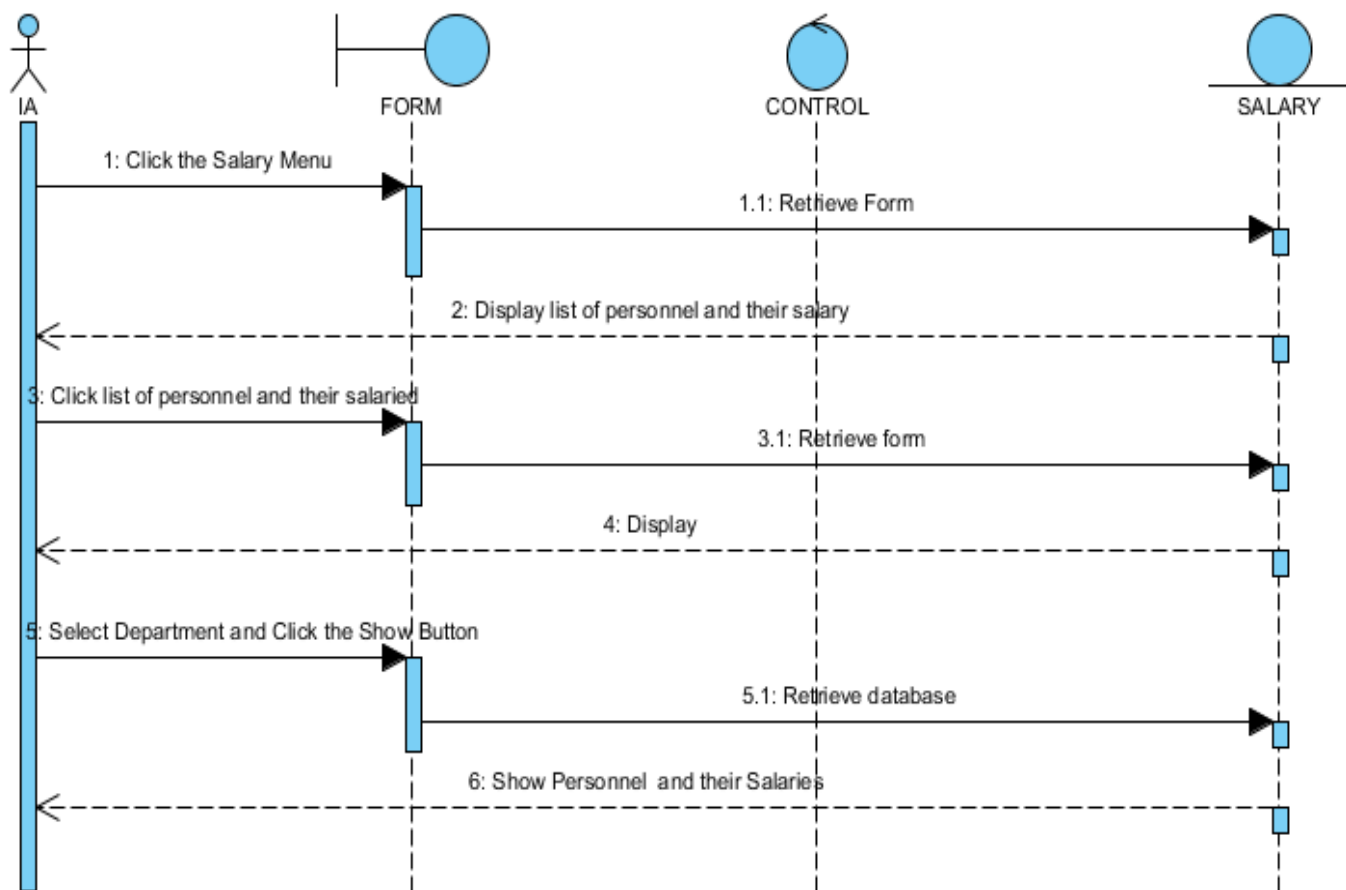 IA
FORM
CONTROL
SALARY
1: Click the Salary Menu
1.1: Retrieve Form
2: Display list of personnel and their salary
3: Click list of personnel and their salaried
3.1: Retrieve form
4: Display
5: Select Department and Click the Show Button
5.1: Retrieve database
6: Show Personnel  and their Salaries